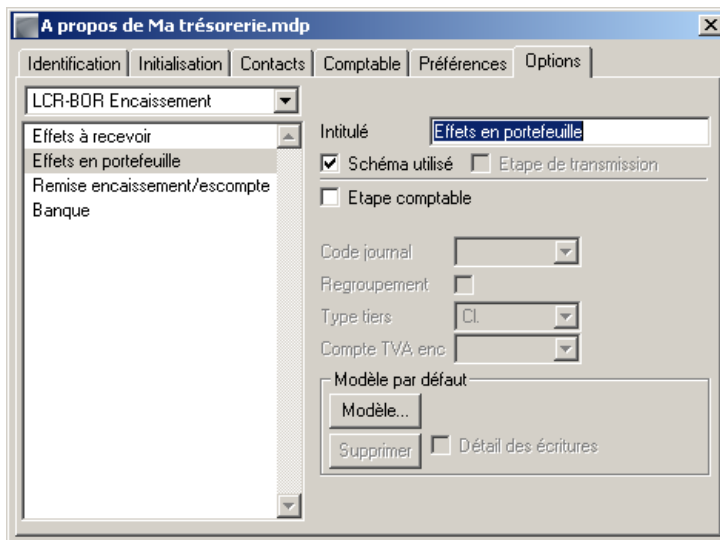 A propos de Ma trésorerie.mdp
Identification Initialisation Contacts Comptable Préférences Options
LCR-BOR Encaissement
Effets à recevoir
Effets en portefeuille
Remise encaissement/escompte
Banque
Intitulé Effets en portefeuille
Schéma utilisé Etape de transmission
Etape comptable
Code journal
Regroupement
Type tiers Cl.
Compte TVA enc
Modèle par défaut
Modèle...
Supprimer Détail des écritures